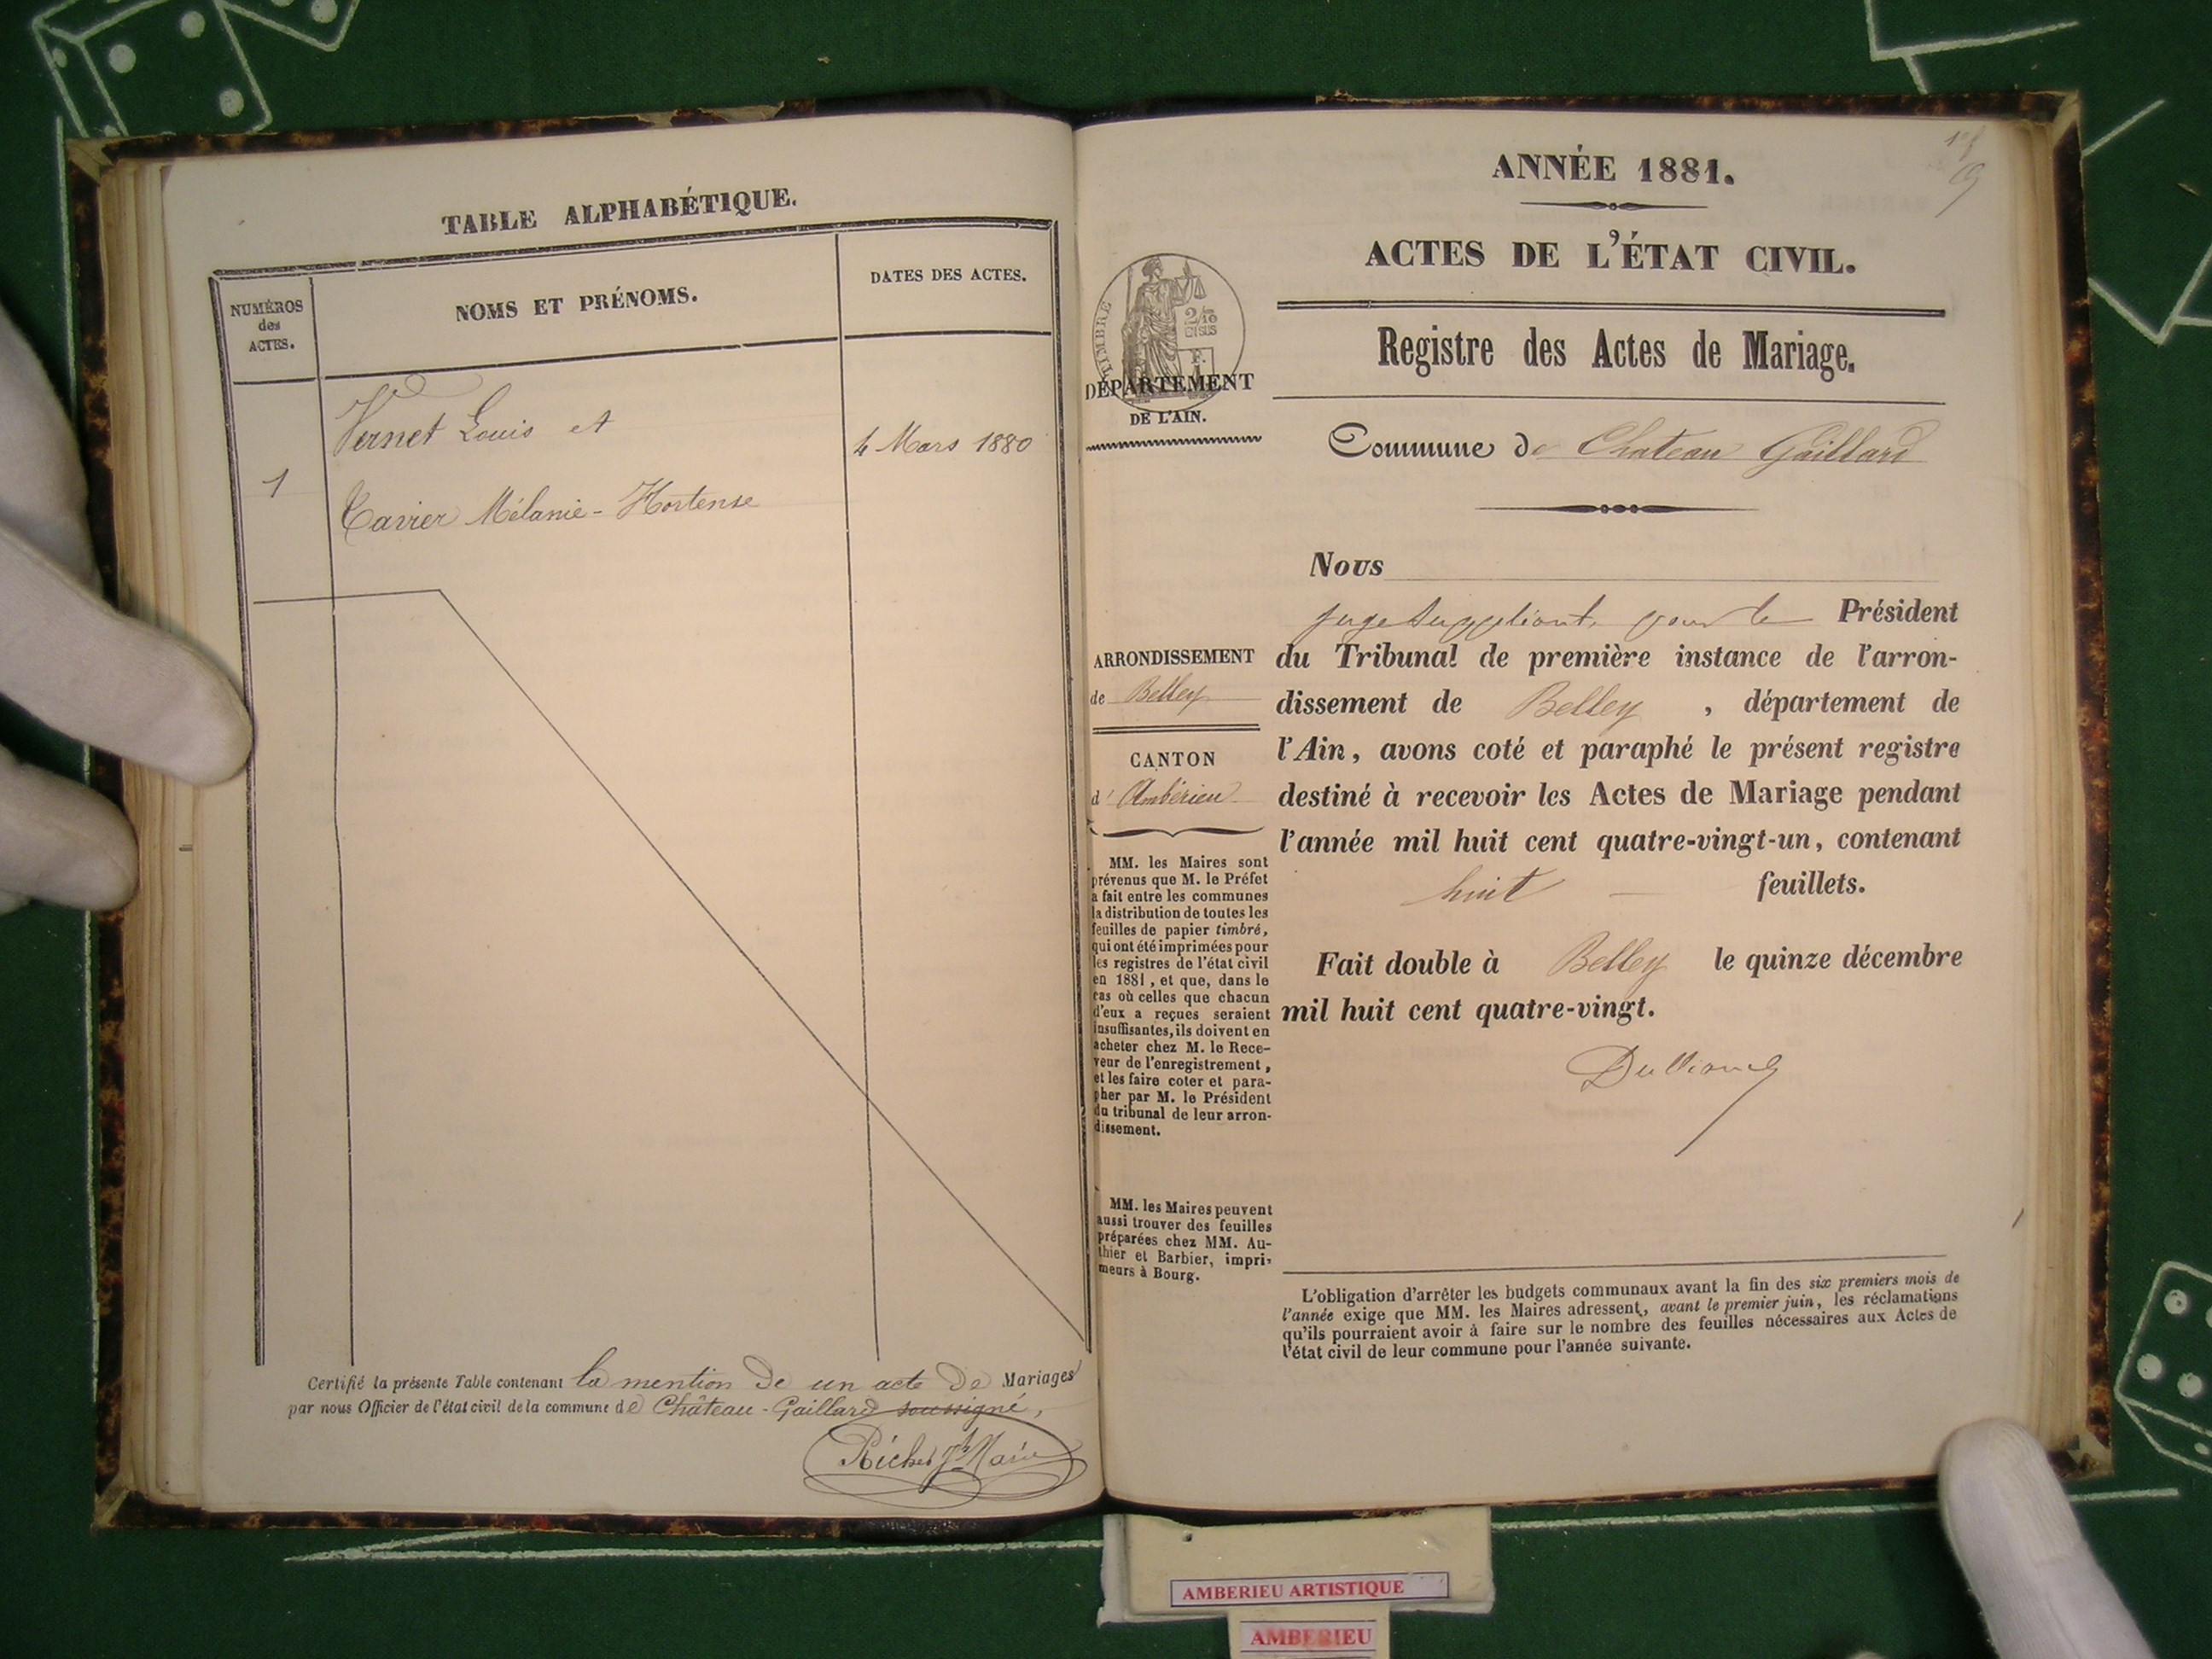 TABLE ALPHABÉTIQUE.
NUMÉROS
des
ACTES.
NOMS ET PRÉNOMS.
DATES DES ACTES.
Vernet Louis et
4 Mars 1880
1
Tavier Mélanie-Hortense
Certifié la présente Table contenant la mention de un acte de Mariages
par nous Officier de l'état civil de la commune de Château-Gaillard soussigné,
ANNÉE 1881.
ACTES DE L'ÉTAT CIVIL.
Registre des Actes de Mariage.
TIMBRE
2/10
EN SUS
DÉPARTEMENT
DE L'AIN.
Commune de Chateau Gaillard
Nous
juge suppléant, pour le Président
du Tribunal de première instance de l'arron-
dissement de Belley, département de
l'Ain, avons coté et paraphé le présent registre
destiné à recevoir les Actes de Mariage pendant
l'année mil huit cent quatre-vingt-un, contenant
huit feuillets.
Fait double à Belley le quinze décembre
mil huit cent quatre-vingt.
ARRONDISSEMENT
de Belley
CANTON
d'Ambérieu
MM. les Maires sont
prévenus que M. le Préfet
a fait entre les communes
la distribution de toutes les
feuilles de papier timbré,
qui ont été imprimées pour
les registres de l'état civil
en 1881, et que, dans le
cas où celles que chacun
d'eux a reçues seraient
insuffisantes, ils doivent en
acheter chez M. le Rece-
veur de l'enregistrement,
et les faire coter et para-
pher par M. le Président
du tribunal de leur arron-
dissement.
MM. les Maires peuvent
aussi trouver des feuilles
préparées chez MM. Au-
thier et Barbier, impri-
meurs à Bourg.
L'obligation d'arrêter les budgets communaux avant la fin des six premiers mois de
l'année exige que MM. les Maires adressent, avant le premier juin, les réclamations
qu'ils pourraient avoir à faire sur le nombre des feuilles nécessaires aux Actes de
l'état civil de leur commune pour l'année suivante.
AMBERIEU ARTISTIQUE
AMBERIEU